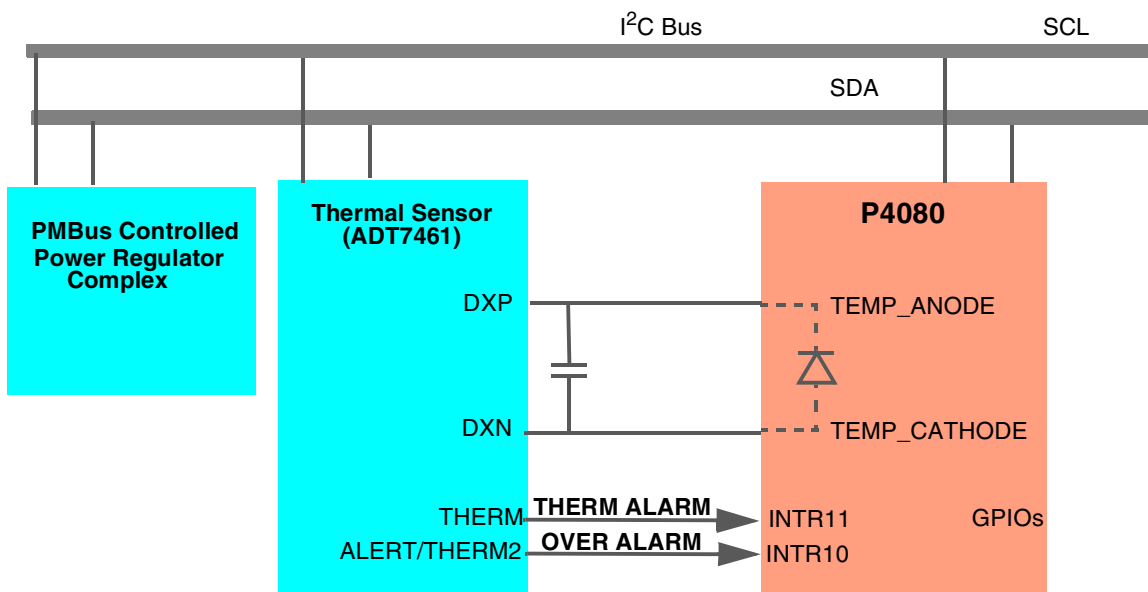 I²C Bus
SCL
SDA
PMBus Controlled
Power Regulator
Complex
Thermal Sensor
(ADT7461)
P4080
DXP
TEMP_ANODE
DXN
TEMP_CATHODE
THERM
THERM ALARM
INTR11
GPIOs
ALERT/THERM2
OVER ALARM
INTR10